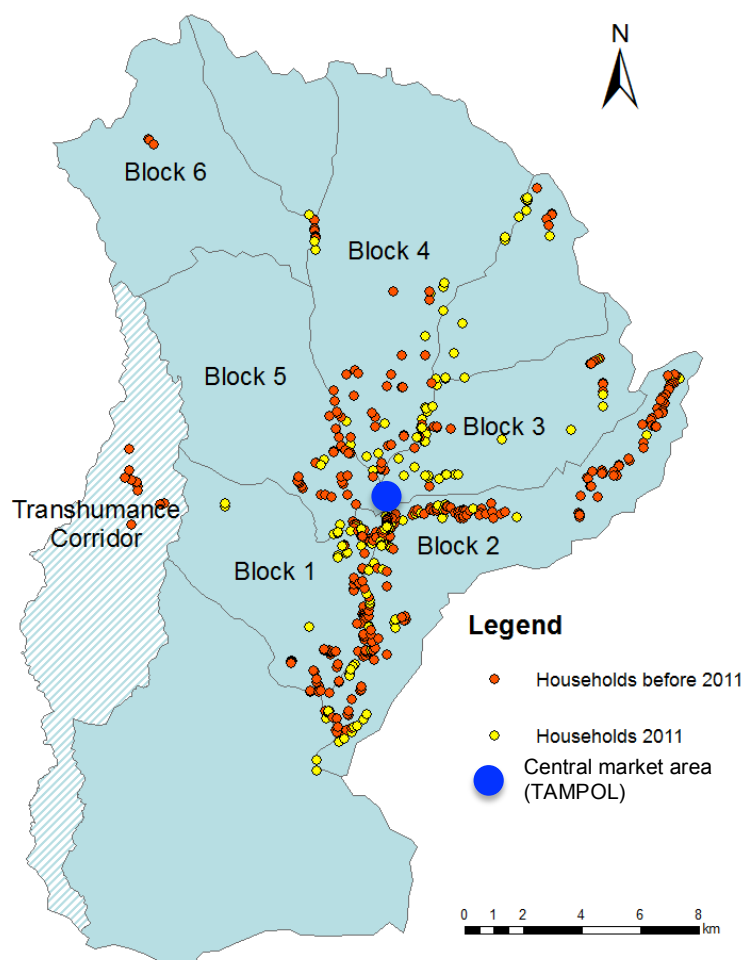 N
Block 6
Block 4
Block 5
Block 3
Transhumance
Corridor
Block 2
Block 1
Legend
Households before 2011
Households 2011
Central market area
(TAMPOL)
0 1 2 4 6 8
km